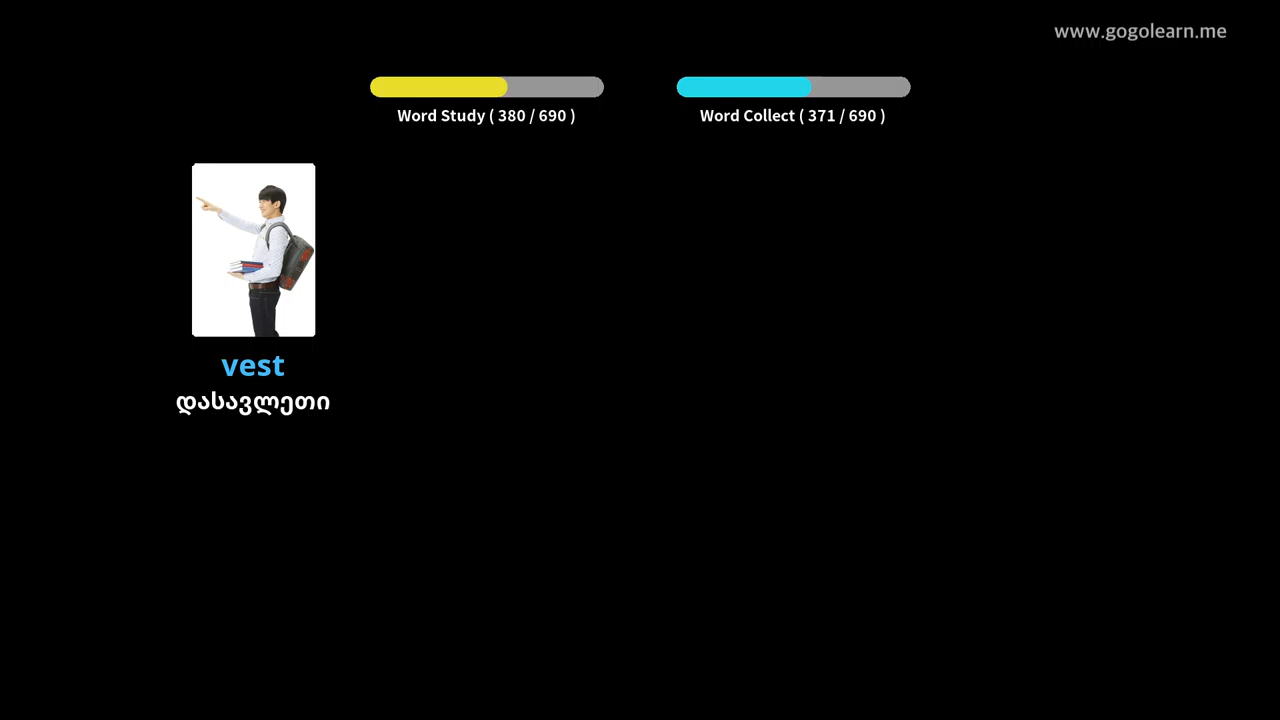 www.gogolearn.me
Word Study ( 380 / 690 )
Word Collect ( 371 / 690 )
vest
დასავლეთი